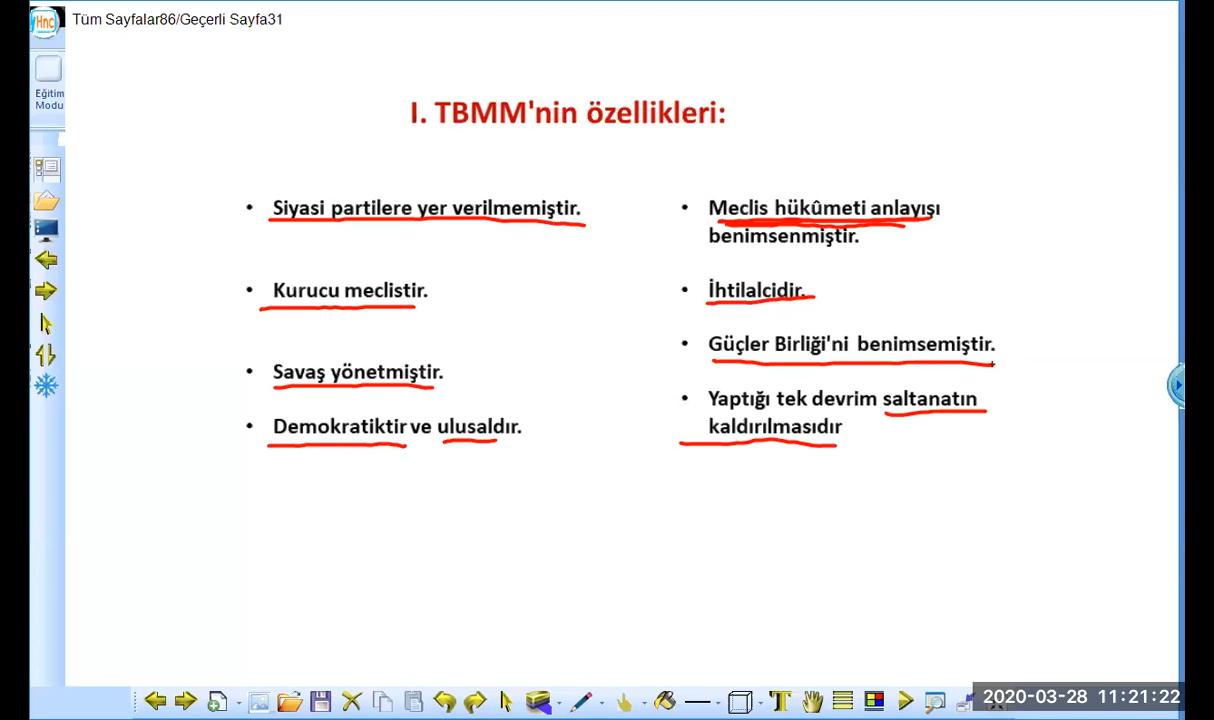 Hnc
Tüm Sayfalar86/Geçerli Sayfa31
Eğitim
Modu
I. TBMM'nin özellikleri:
• Siyasi partilere yer verilmemiştir.
• Kurucu meclistir.
• Savaş yönetmiştir.
• Demokratiktir ve ulusaldır.
• Meclis hükûmeti anlayışı
benimsenmiştir.
• İhtilalcidir.
• Güçler Birliği'ni benimsemiştir.
• Yaptığı tek devrim saltanatın
kaldırılmasıdır
2020-03-28 11:21:22